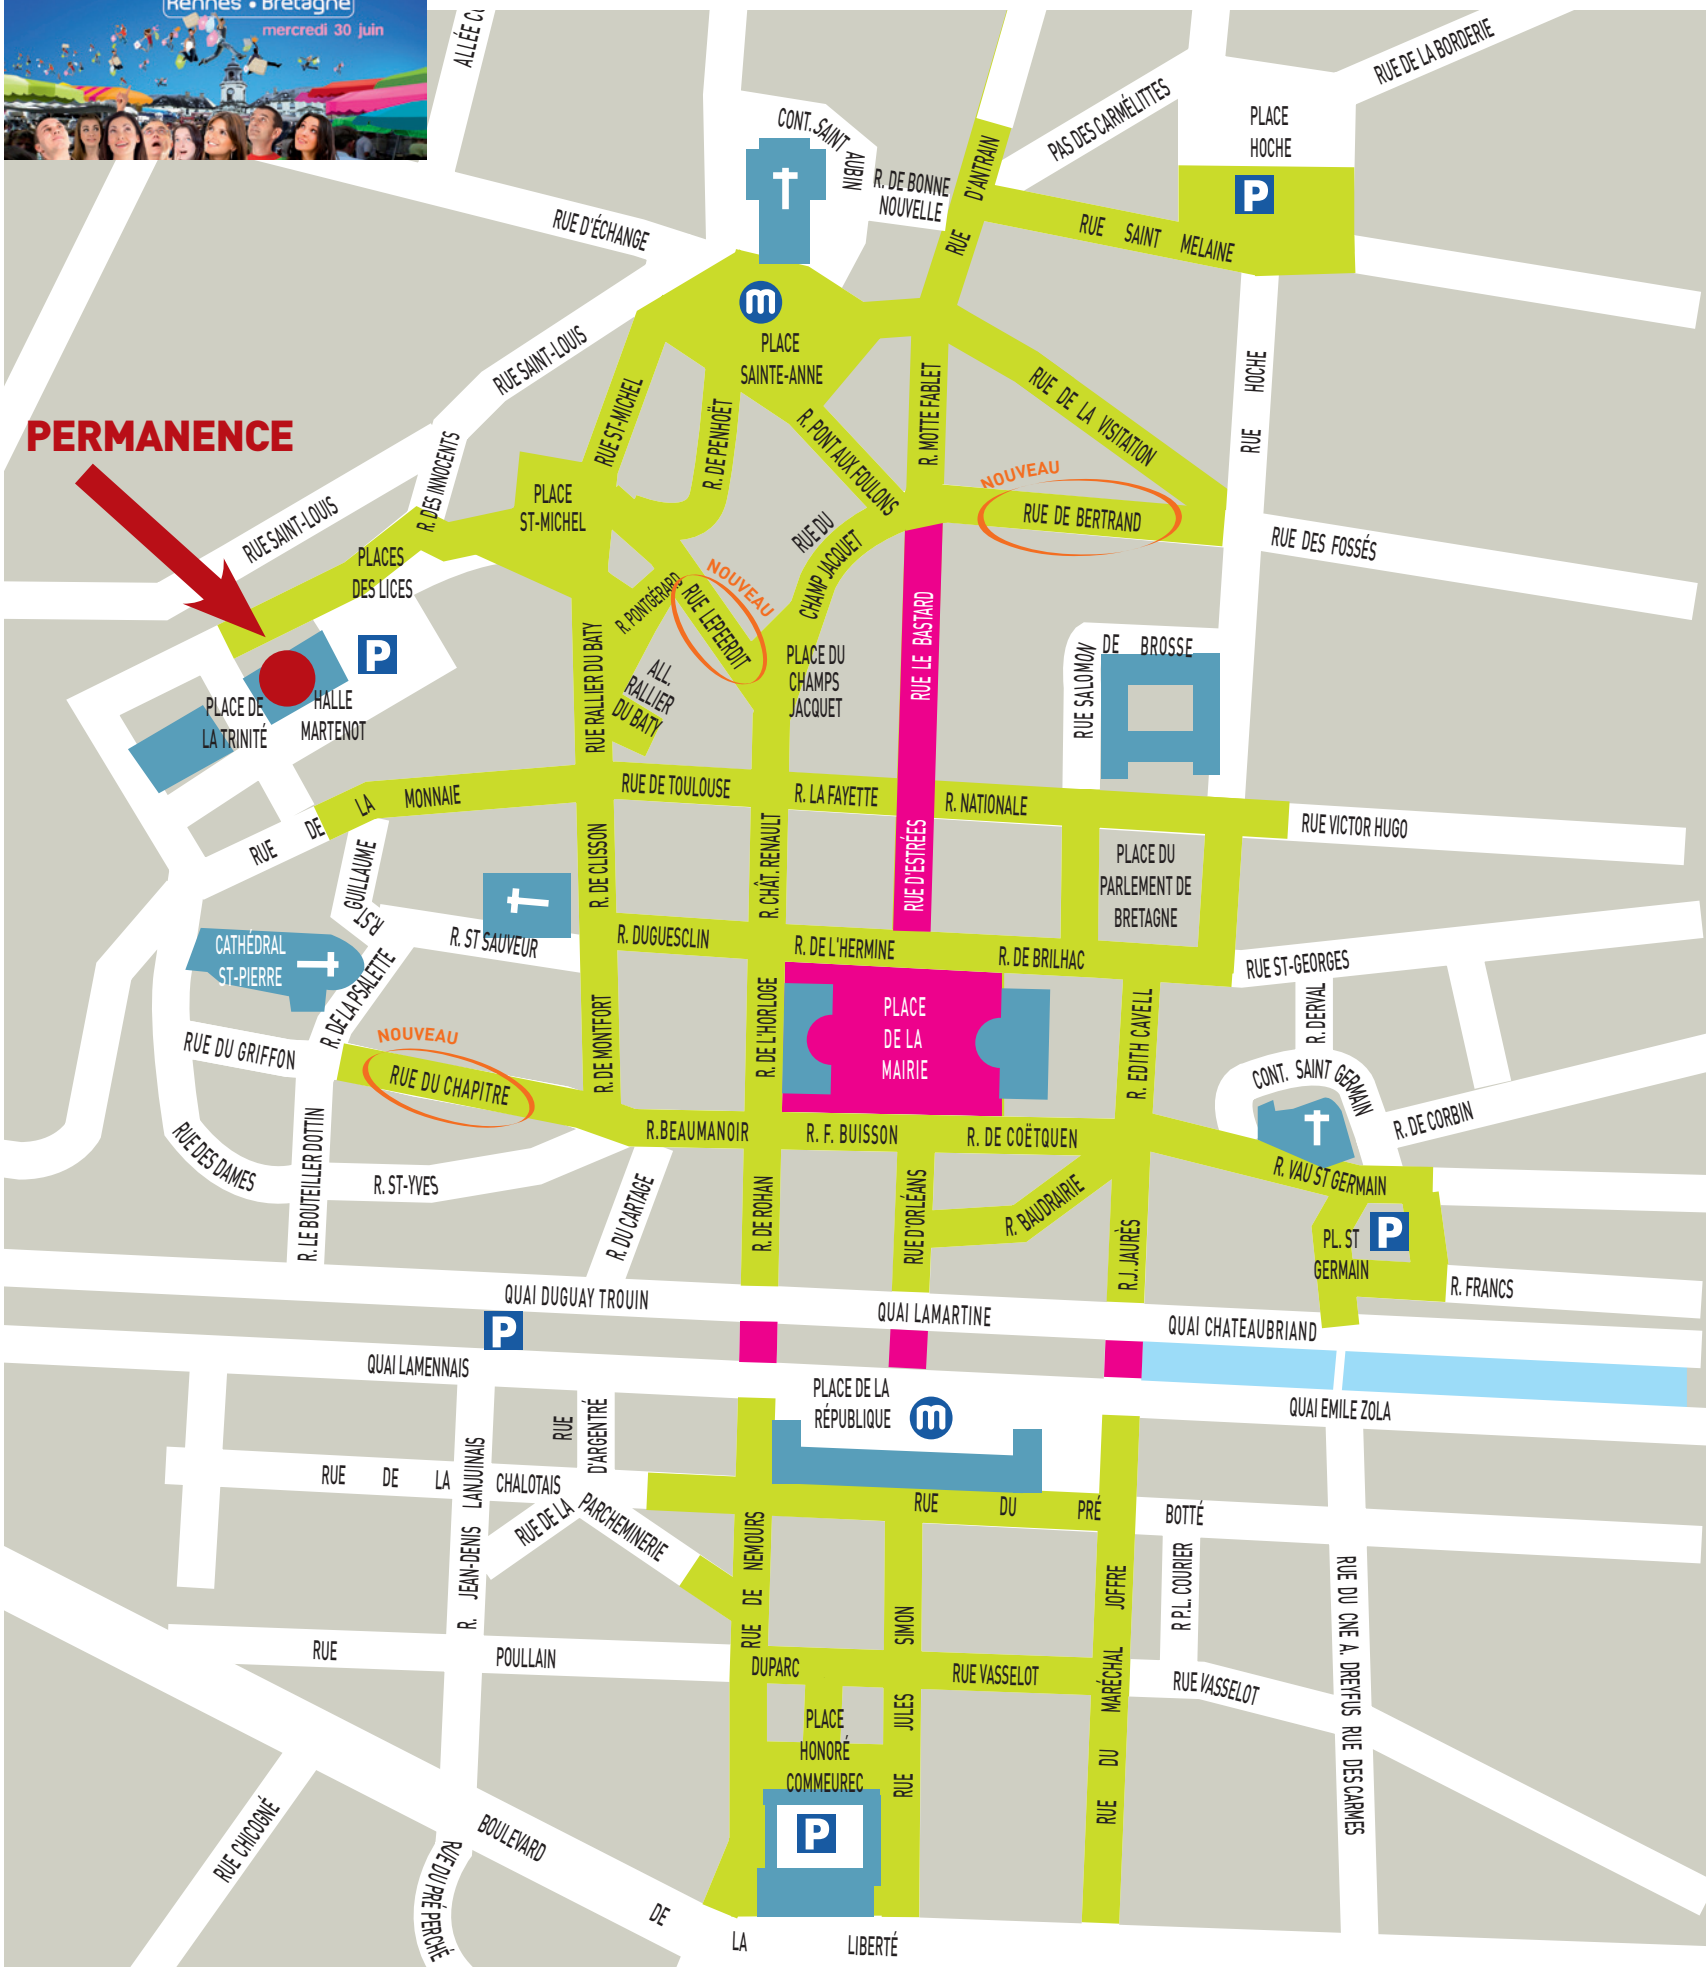 Rennes • Bretagne
mercredi 30 juin
RUE DE LA BORDERIE
PAS DES CARMÉLITTES
PLACE
HOCHE
P
CONT. SAINT
AUBIN
R. DE BONNE
NOUVELLE
RUE D'ANTRAIN
RUE SAINT MELAINE
RUE D'ÉCHANGE
m
PLACE
SAINTE-ANNE
RUE SAINT-LOUIS
RUE ST-MICHEL
R. DE PENHOËT
R. PONT AUX FOULONS
R. MOTTE FABLET
RUE DE LA VISITATION
RUE HOCHE
PERMANENCE
R. DES INNOCENTS
RUE SAINT-LOUIS
PLACE
ST-MICHEL
NOUVEAU
RUE DE BERTRAND
RUE DES FOSSÉS
PLACES
DES LICES
P
RUE DU
CHAMP JACQUET
NOUVEAU
RUE LEPEERDIT
R. PONTGÉRARD
RUE RALLIER DU BATY
ALL.
RALLIER
DU BATY
PLACE DU
CHAMPS
JACQUET
RUE LE BASTARD
RUE SALOMON
DE BROSSE
PLACE DE
LA TRINITÉ
HALLE
MARTENOT
RUE DE LA MONNAIE
RUE DE TOULOUSE
R. LA FAYETTE
R. NATIONALE
RUE VICTOR HUGO
R. ST
GUILLAUME
R. DE CLISSON
R. CHÂT. RENAULT
RUE D'ESTRÉES
PLACE DU
PARLEMENT DE
BRETAGNE
CATHÉDRAL
ST-PIERRE
R. ST SAUVEUR
R. DUGUESCLIN
R. DE L'HERMINE
R. DE BRILHAC
RUE ST-GEORGES
R. DE LA PSALETTE
R. DE MONTFORT
R. DE L'HORLOGE
PLACE
DE LA
MAIRIE
R. EDITH CAVELL
R. DERVAL
RUE DU GRIFFON
NOUVEAU
RUE DU CHAPITRE
CONT. SAINT GERMAIN
R. DE CORBIN
RUE DES DAMES
R. LE BOUTEILLER DOTTIN
R. ST-YVES
R.BEAUMANOIR
R. F. BUISSON
R. DE COËTQUEN
R. VAU ST GERMAIN
R. DU CARTAGE
R. DE ROHAN
RUE D'ORLÉANS
R. BAUDRAIRIE
R.J. JAURÈS
PL. ST
GERMAIN
P
R. FRANCS
QUAI DUGUAY TROUIN
QUAI LAMARTINE
QUAI CHATEAUBRIAND
P
QUAI LAMENNAIS
PLACE DE LA
RÉPUBLIQUE
m
QUAI EMILE ZOLA
RUE
D'ARGENTRÉ
RUE DE LA CHALOTAIS
R. JEAN-DENIS LANJUINAIS
RUE DE LA
PARCHEMINERIE
RUE DU PRÉ BOTTÉ
RUE DE NEMOURS
RUE JULES SIMON
RUE DU MARÉCHAL JOFFRE
R P.L. COURIER
RUE DU CNE A. DREYFUS RUE DES CARMES
RUE POULLAIN DUPARC
RUE VASSELOT
RUE VASSELOT
PLACE
HONORÉ
COMMEUREC
P
RUE CHICOGNÉ
RUE DU PRÉ PERCHÉ
BOULEVARD DE LA LIBERTÉ